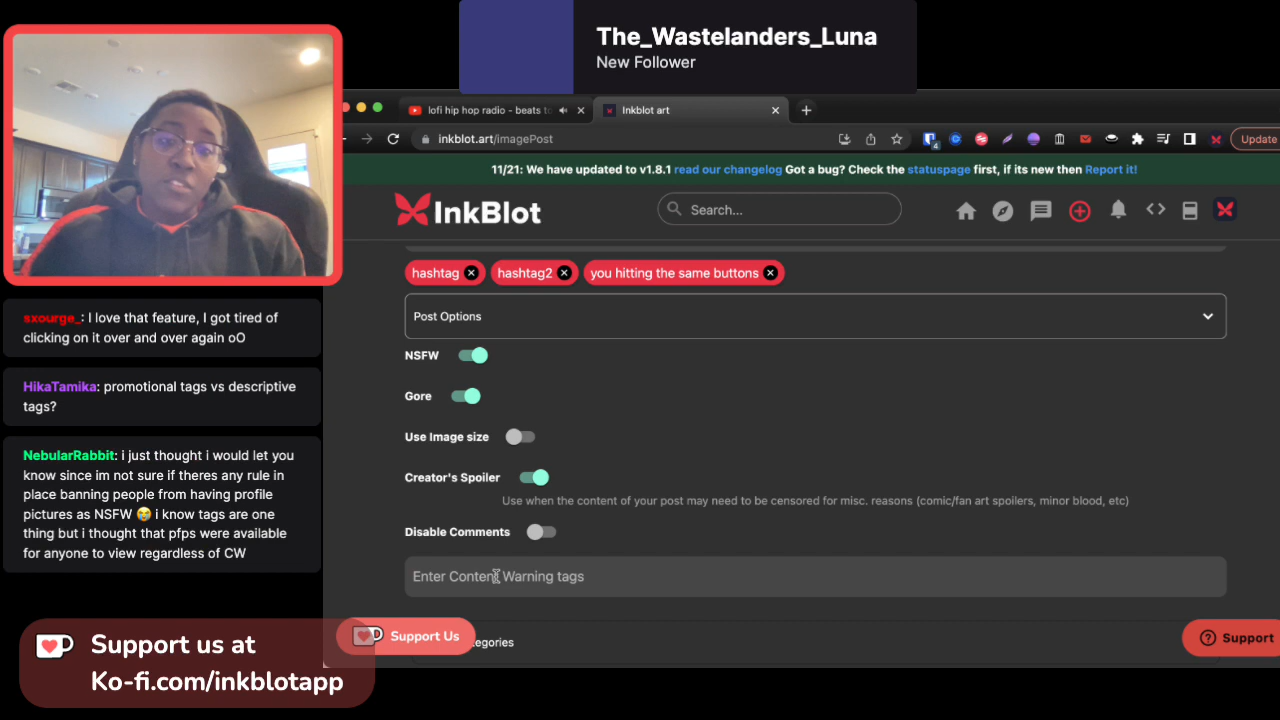 The_Wastelanders_Luna
New Follower
lofi hip hop radio - beats to
Inkblot art
inkblot.art/imagePost
4
Update
11/21: We have updated to v1.8.1 read our changelog Got a bug? Check the statuspage first, if its new then Report it!
InkBlot
Search...
hashtag
hashtag2
you hitting the same buttons
Post Options
NSFW
Gore
Use Image size
Creator's Spoiler
Use when the content of your post may need to be censored for misc. reasons (comic/fan art spoilers, minor blood, etc)
Disable Comments
Enter Content Warning tags
Support Us
Support
sxourge_: I love that feature, I got tired of
clicking on it over and over again oO
HikaTamika: promotional tags vs descriptive
tags?
NebularRabbit: i just thought i would let you
know since im not sure if theres any rule in
place banning people from having profile
pictures as NSFW 😭 i know tags are one
thing but i thought that pfps were available
for anyone to view regardless of CW
Support us at
Ko-fi.com/inkblotapp